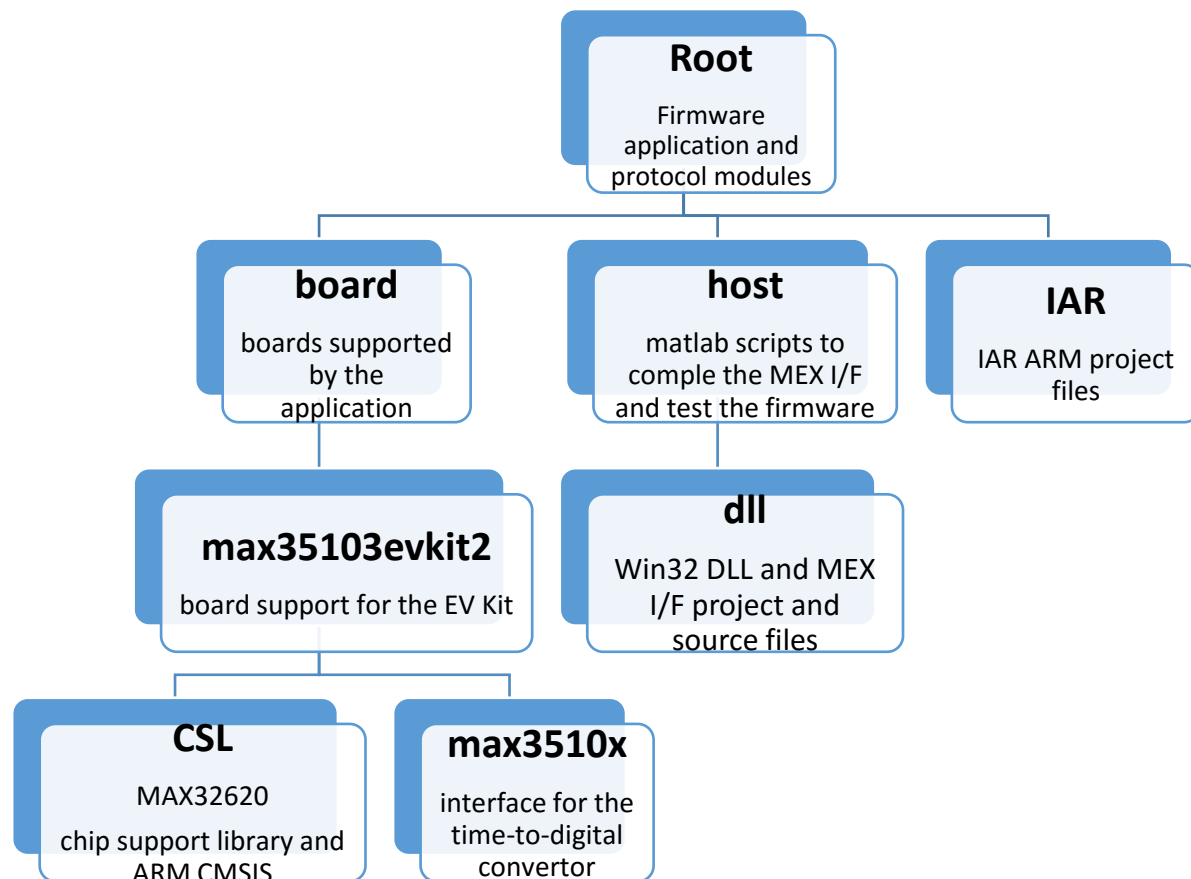 Root
Firmware
application and
protocol modules
board
boards supported
by the
application
host
matlab scripts to
comple the MEX I/F
and test the firmware
IAR
IAR ARM project
files
max35103evkit2
board support for the EV Kit
dll
Win32 DLL and MEX
I/F project and
source files
CSL
MAX32620
chip support library and
ARM CMSIS
max3510x
interface for the
time-to-digital
convertor